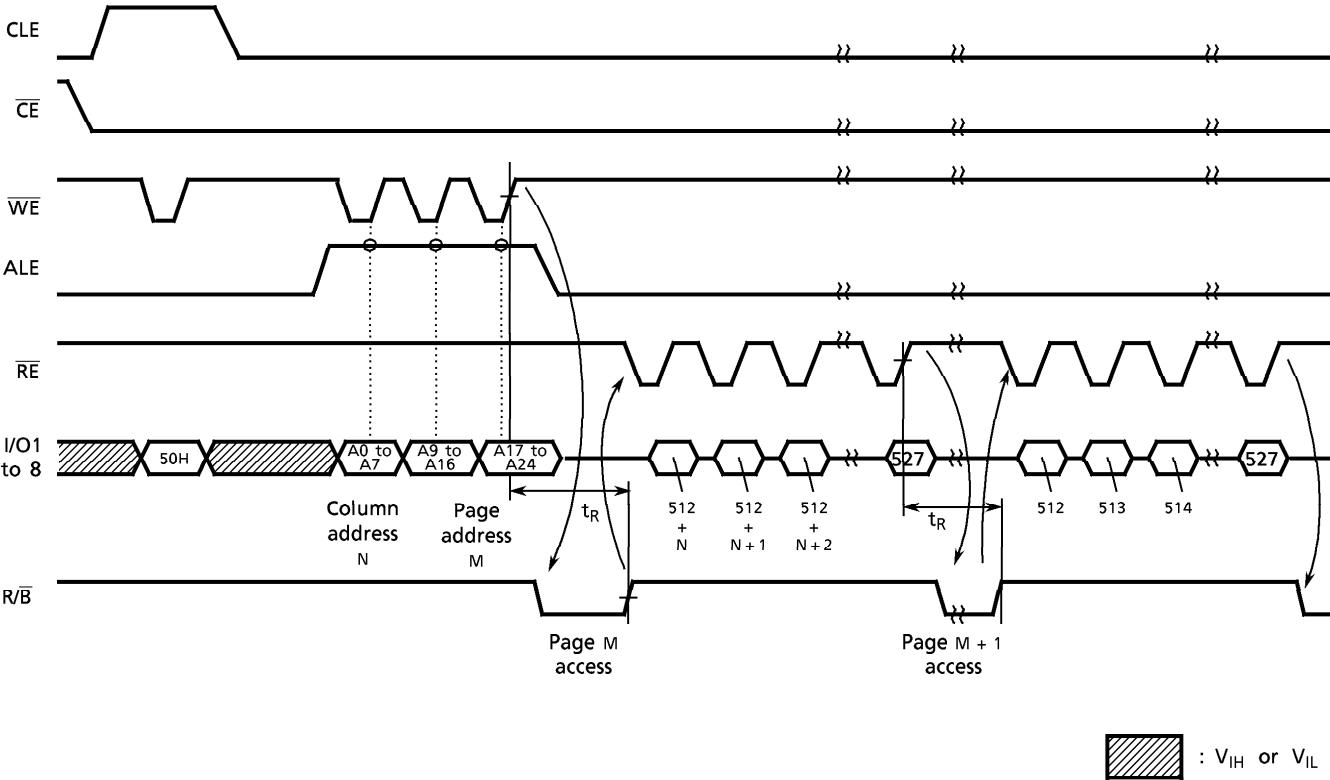 CLE
CE
WE
ALE
RE
I/O1
to 8
50H
A0 to
A7
A9 to
A16
A17 to
A24
527
527
Column
address
N
Page
address
M
tR
512
+
N
512
+
N + 1
512
+
N + 2
tR
512
513
514
R/B
Page M
access
Page M + 1
access
: VIH or VIL